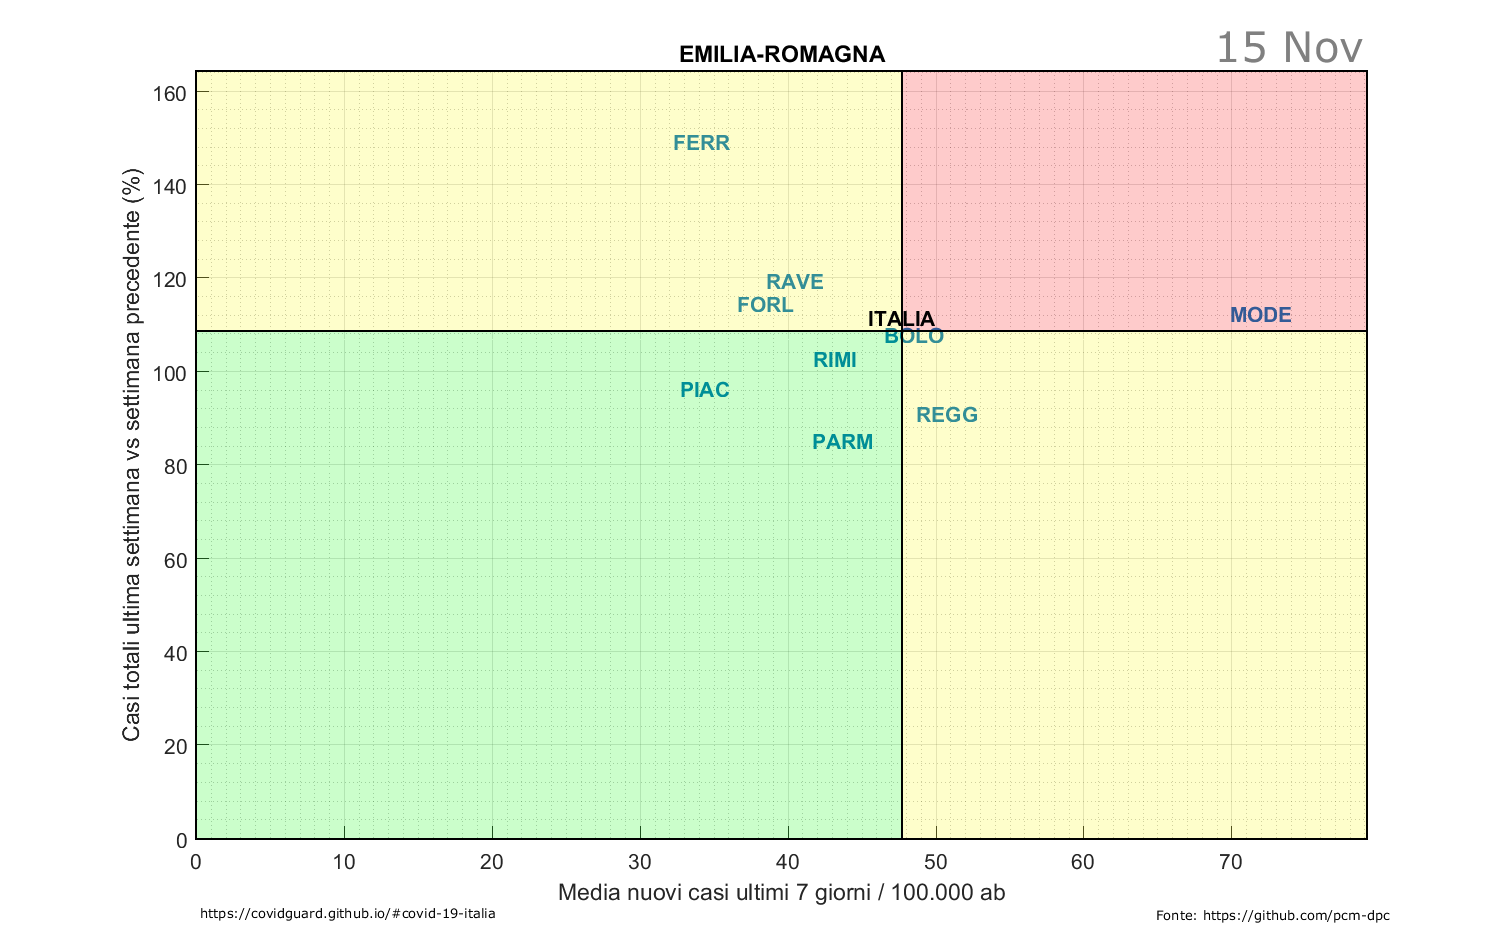 15 Nov
EMILIA-ROMAGNA
Casi totali ultima settimana vs settimana precedente (%)
160
140
120
100
80
60
40
20
0
FERR
RAVE
FORL
ITALIA
MODE
BOLO
RIMI
PIAC
REGG
PARM
0 10 20 30 40 50 60 70
Media nuovi casi ultimi 7 giorni / 100.000 ab
https://covidguard.github.io/#covid-19-italia
Fonte: https://github.com/pcm-dpc